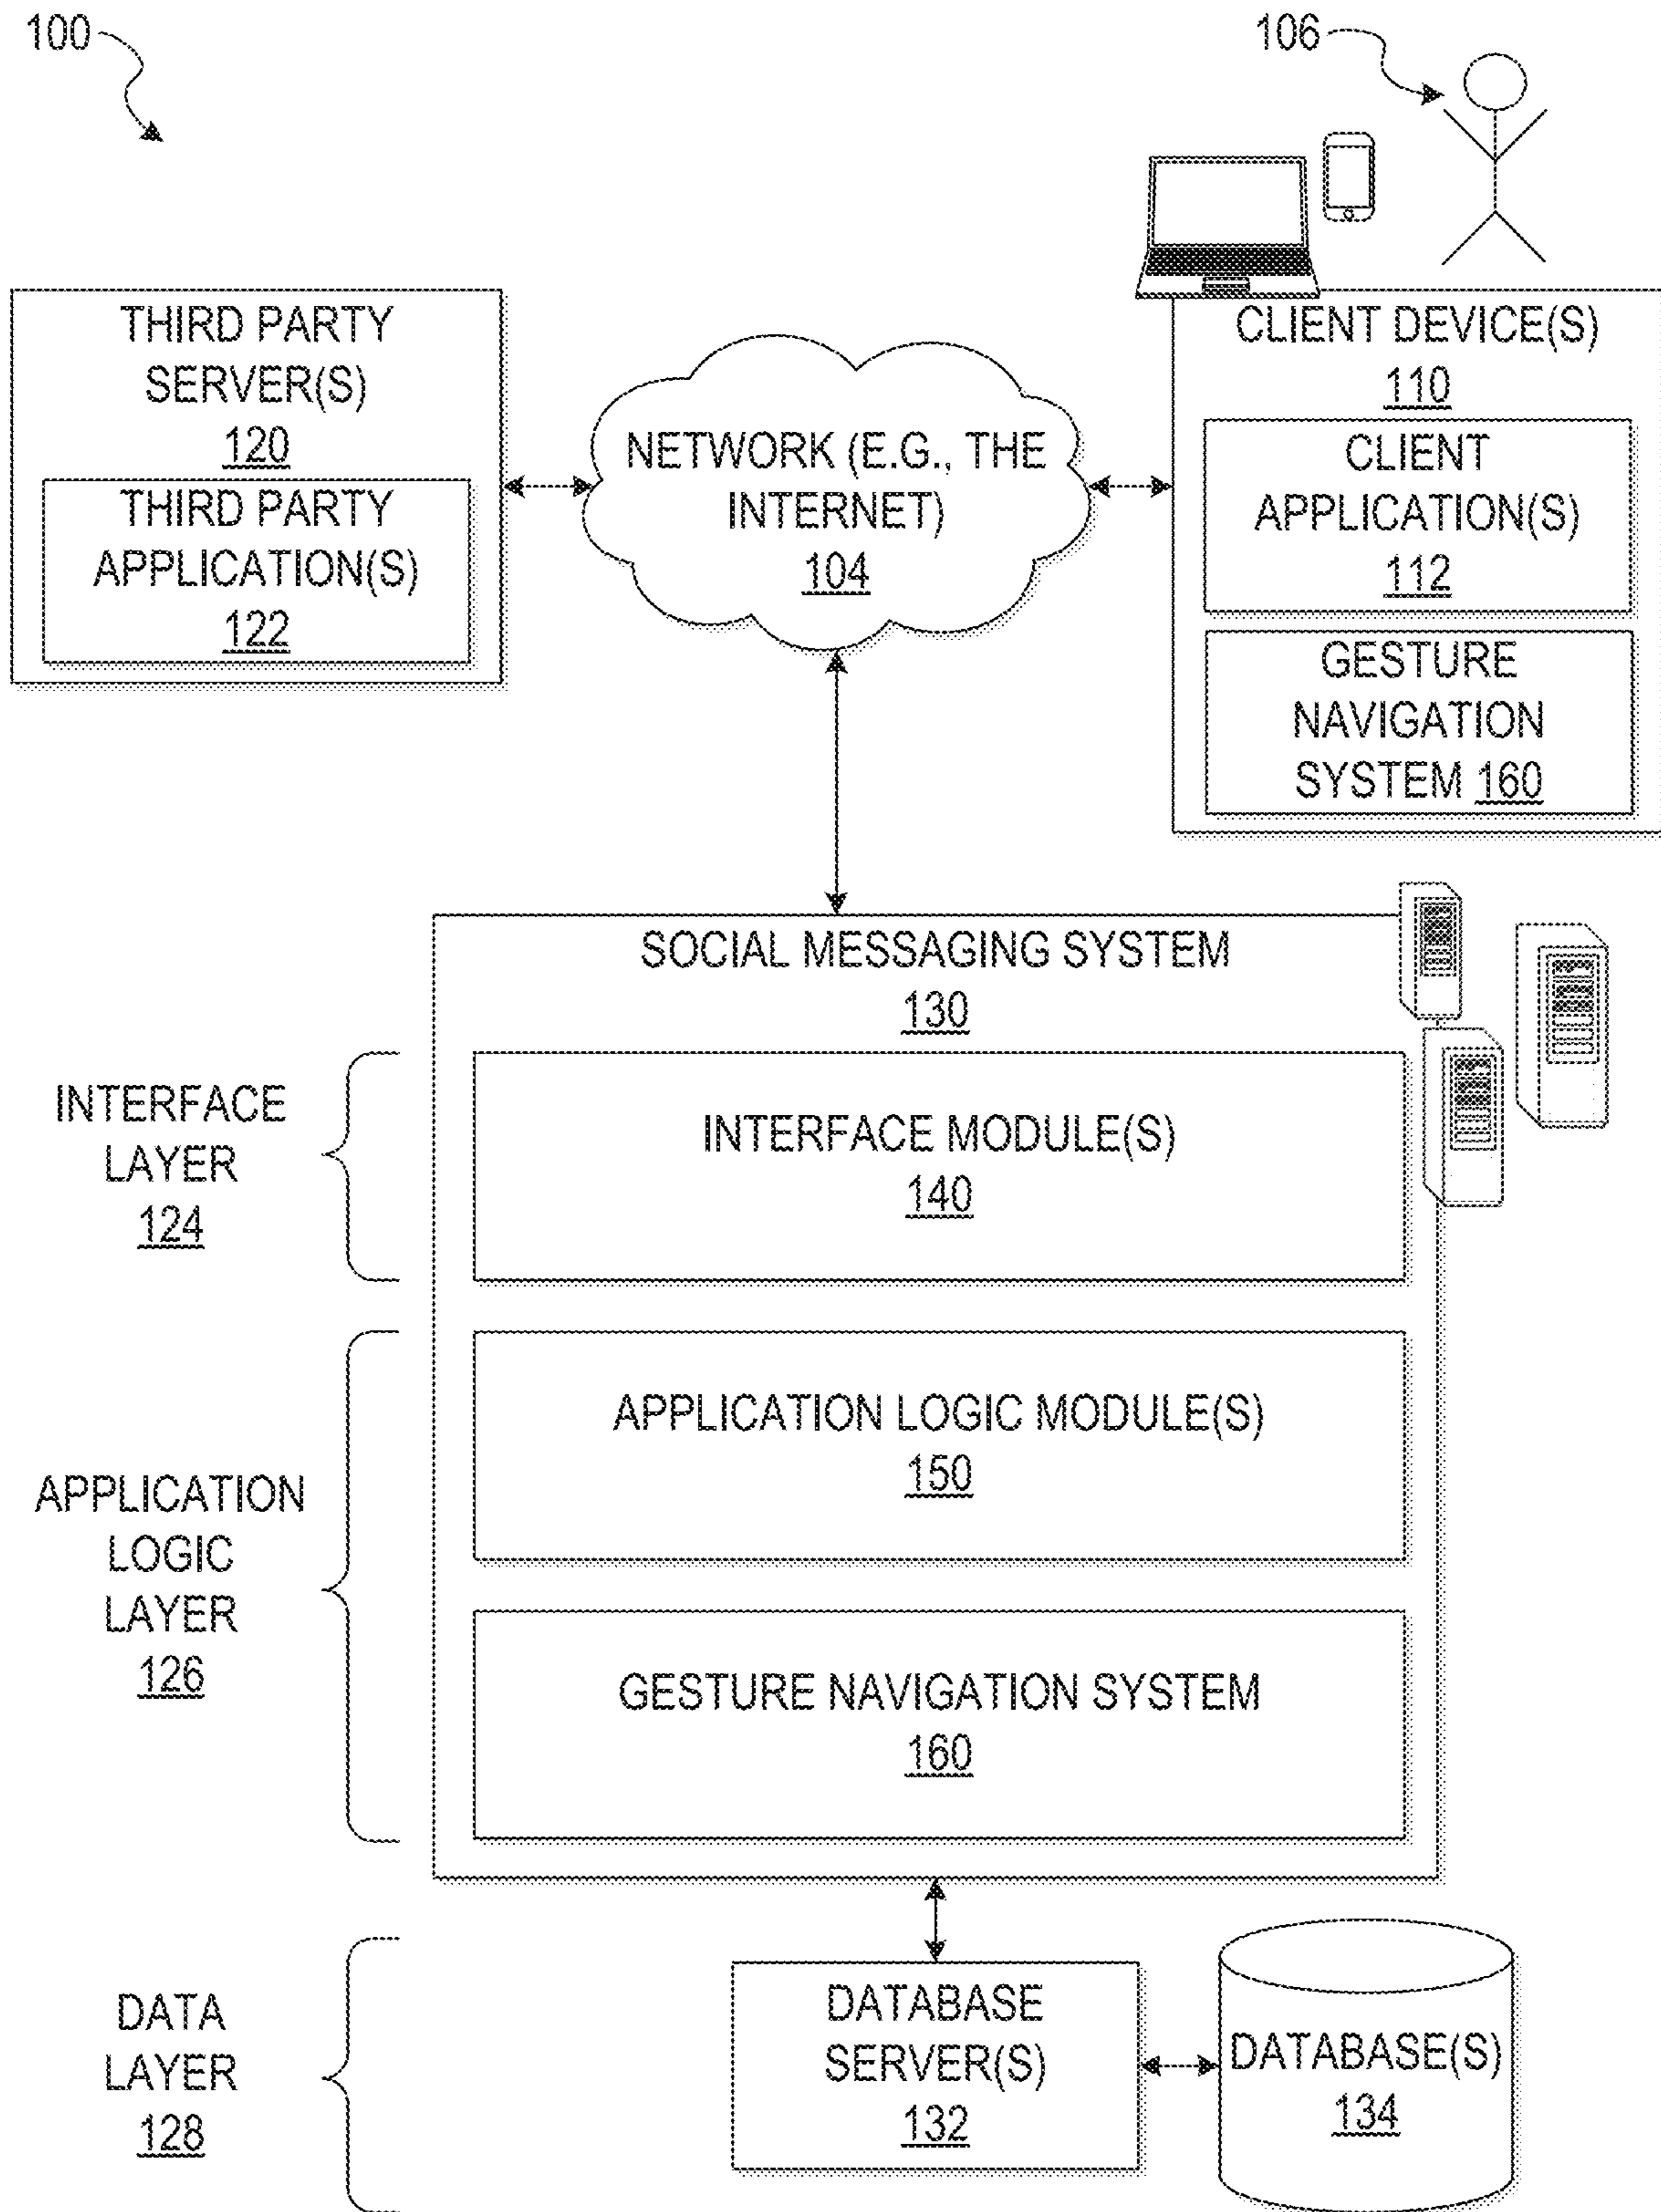 100
106
THIRD PARTY
SERVER(S)
120
THIRD PARTY
APPLICATION(S)
122
NETWORK (E.G., THE
INTERNET)
104
CLIENT DEVICE(S)
110
CLIENT
APPLICATION(S)
112
GESTURE
NAVIGATION
SYSTEM 160
SOCIAL MESSAGING SYSTEM
130
INTERFACE
LAYER
124
INTERFACE MODULE(S)
140
APPLICATION
LOGIC
LAYER
126
APPLICATION LOGIC MODULE(S)
150
GESTURE NAVIGATION SYSTEM
160
DATA
LAYER
128
DATABASE
SERVER(S)
132
DATABASE(S)
134